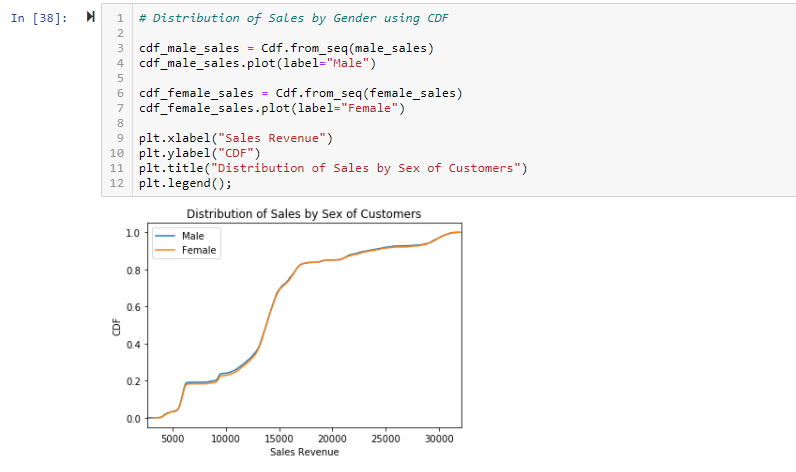 In [38]:
1 # Distribution of Sales by Gender using CDF
2
3 cdf_male_sales = Cdf.from_seq(male_sales)
4 cdf_male_sales.plot(label="Male")
5
6 cdf_female_sales = Cdf.from_seq(female_sales)
7 cdf_female_sales.plot(label="Female")
8
9 plt.xlabel("Sales Revenue")
10 plt.ylabel("CDF")
11 plt.title("Distribution of Sales by Sex of Customers")
12 plt.legend();
Distribution of Sales by Sex of Customers
Male
Female
1.0
0.8
0.6
0.4
0.2
0.0
CDF
5000 10000 15000 20000 25000 30000
Sales Revenue